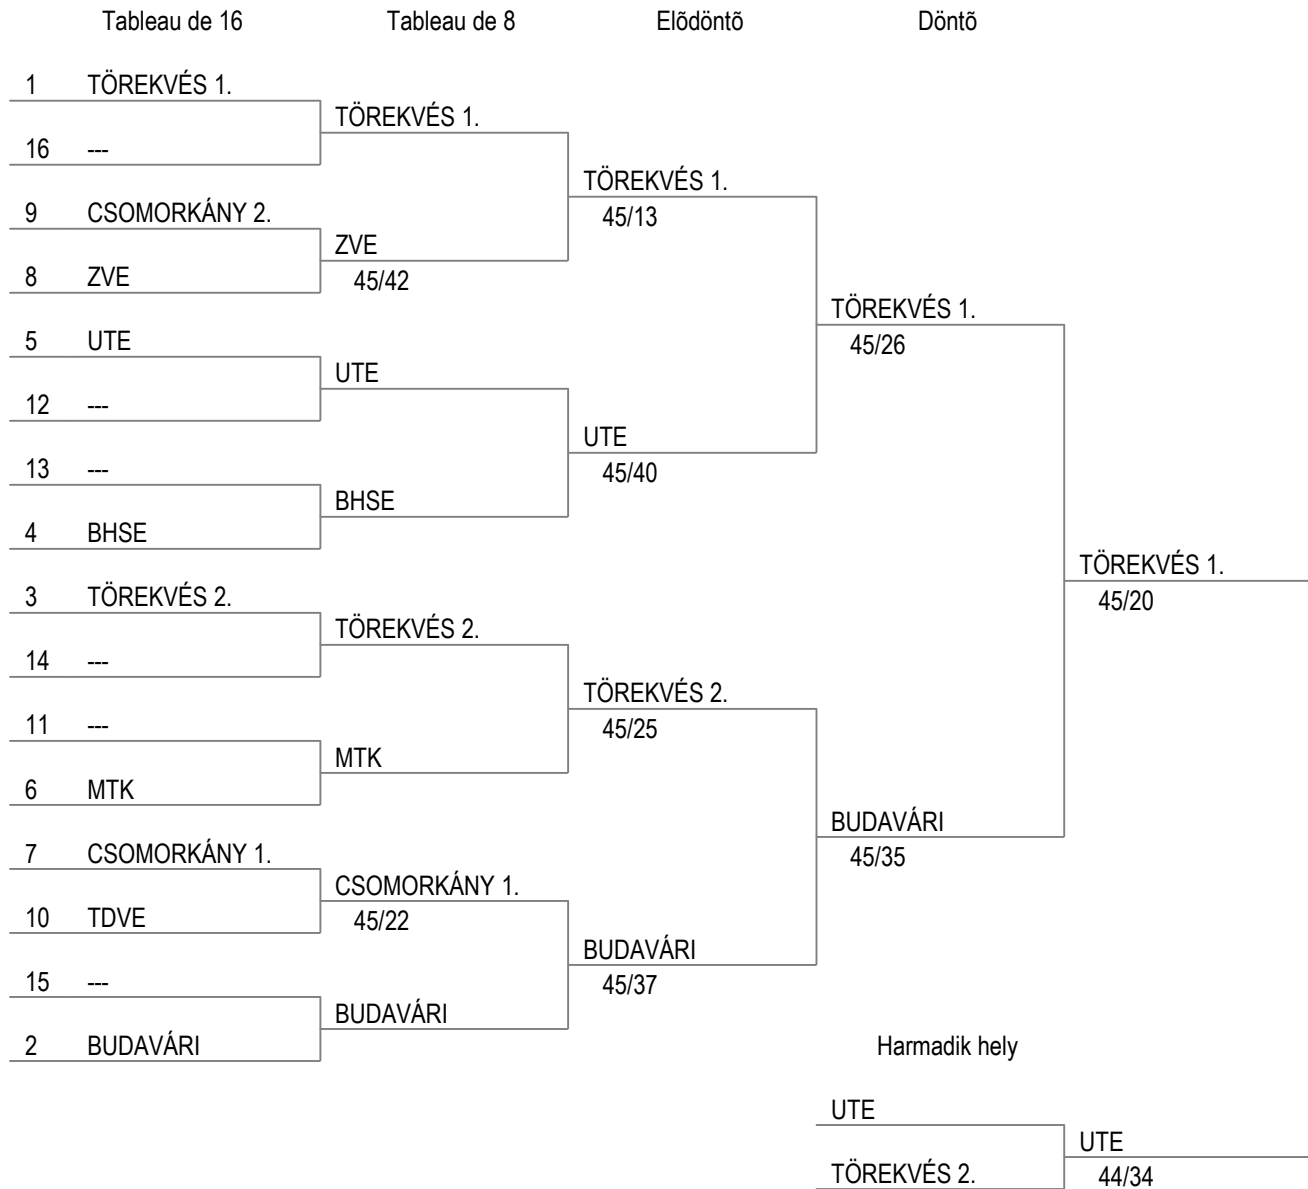 Tableau de 16 Tableau de 8 Elõdöntõ Döntõ
1 TÖREKVÉS 1.
TÖREKVÉS 1.
16 ---
TÖREKVÉS 1.
45/13
9 CSOMORKÁNY 2.
ZVE
45/42
8 ZVE
TÖREKVÉS 1.
45/26
5 UTE
UTE
12 ---
UTE
45/40
13 ---
BHSE
4 BHSE
TÖREKVÉS 1.
45/20
3 TÖREKVÉS 2.
TÖREKVÉS 2.
14 ---
TÖREKVÉS 2.
45/25
11 ---
MTK
6 MTK
BUDAVÁRI
45/35
7 CSOMORKÁNY 1.
CSOMORKÁNY 1.
45/22
10 TDVE
BUDAVÁRI
45/37
15 ---
BUDAVÁRI
2 BUDAVÁRI
Harmadik hely
UTE
UTE
44/34
TÖREKVÉS 2.